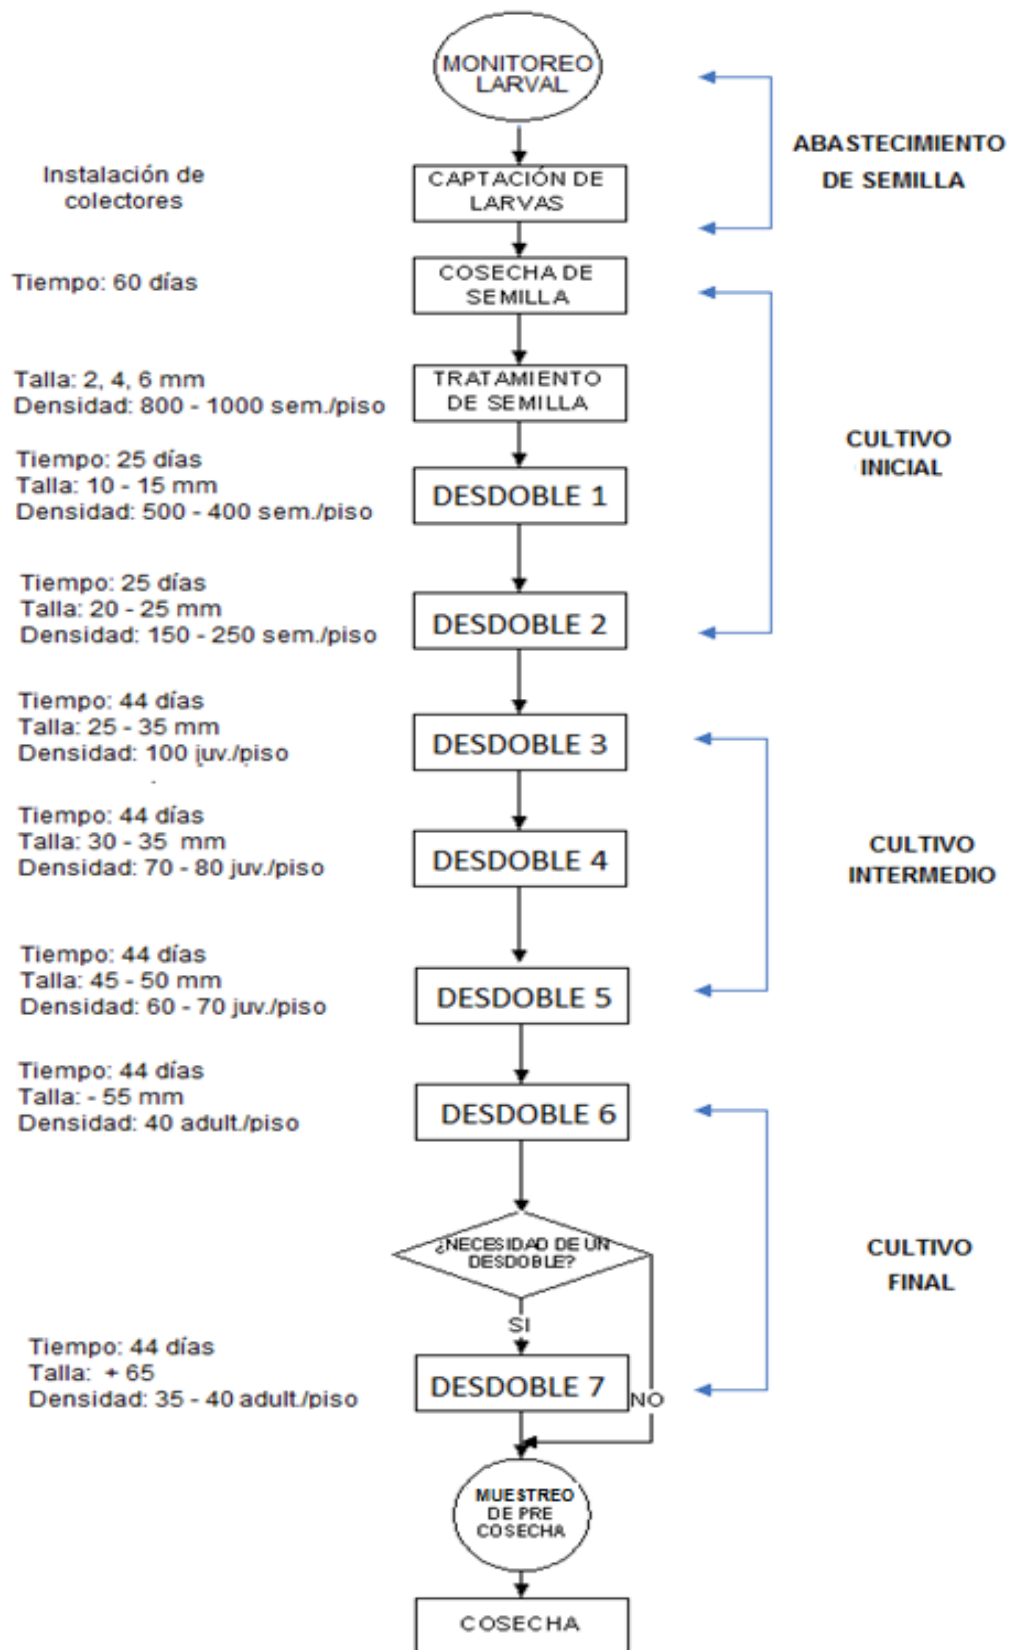 MONITOREO
LARVAL
ABASTECIMIENTO
DE SEMILLA
Instalación de
colectores
CAPTACIÓN DE
LARVAS
Tiempo: 60 días
COSECHA DE
SEMILLA
Talla: 2, 4, 6 mm
Densidad: 800 - 1000 sem./piso
TRATAMIENTO
DE SEMILLA
CULTIVO
INICIAL
Tiempo: 25 días
Talla: 10 - 15 mm
Densidad: 500 - 400 sem./piso
DESDOBLE 1
Tiempo: 25 días
Talla: 20 - 25 mm
Densidad: 150 - 250 sem./piso
DESDOBLE 2
Tiempo: 44 días
Talla: 25 - 35 mm
Densidad: 100 juv./piso
DESDOBLE 3
Tiempo: 44 días
Talla: 30 - 35 mm
Densidad: 70 - 80 juv./piso
DESDOBLE 4
CULTIVO
INTERMEDIO
Tiempo: 44 días
Talla: 45 - 50 mm
Densidad: 60 - 70 juv./piso
DESDOBLE 5
Tiempo: 44 días
Talla: - 55 mm
Densidad: 40 adult./piso
DESDOBLE 6
¿NECESIDAD DE UN
DESDOBLE?
CULTIVO
FINAL
SI
Tiempo: 44 días
Talla: + 65
Densidad: 35 - 40 adult./piso
DESDOBLE 7
NO
MUESTREO
DE PRE
COSECHA
COSECHA